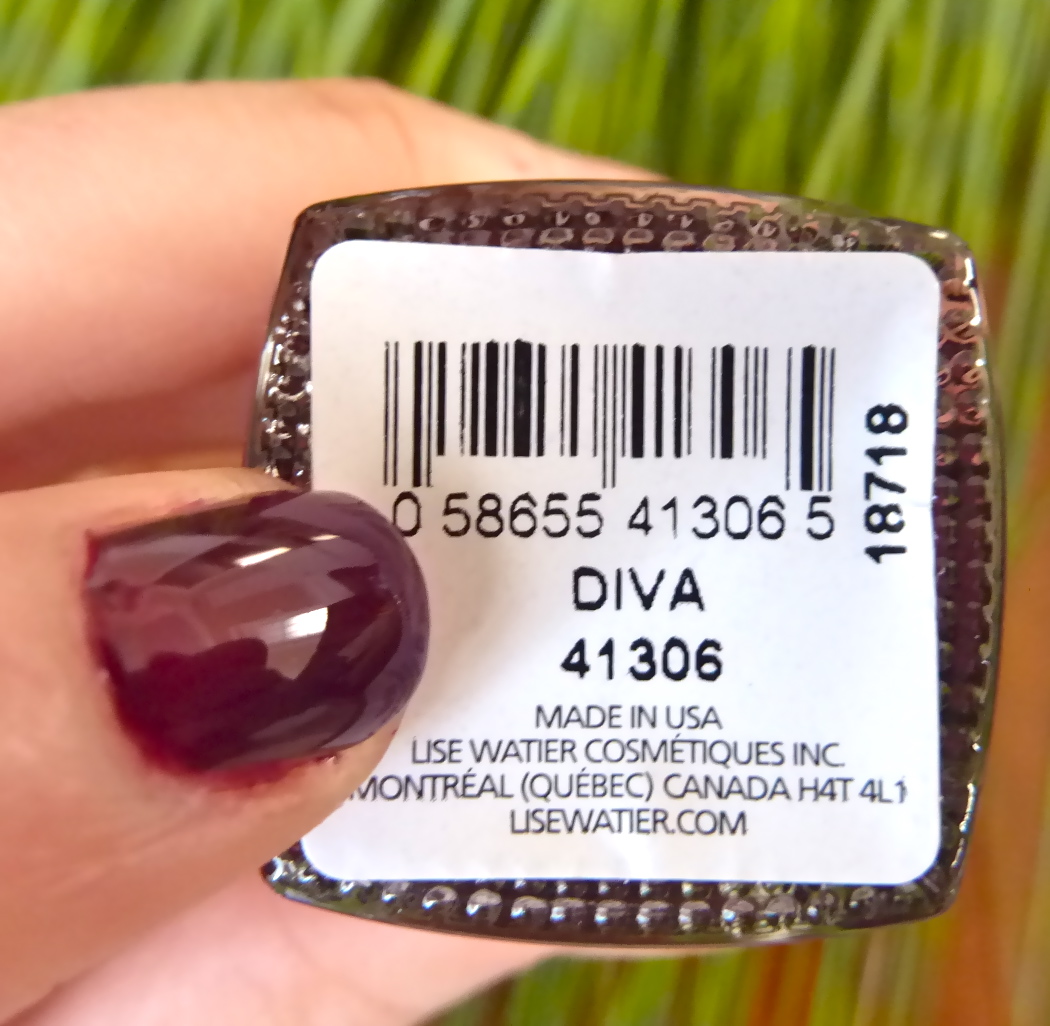 0 58655 41306 5
18718
DIVA
41306
MADE IN USA
LISE WATIER COSMÉTIQUES INC.
MONTRÉAL (QUÉBEC) CANADA H4T 4L1
LISEWATIER.COM